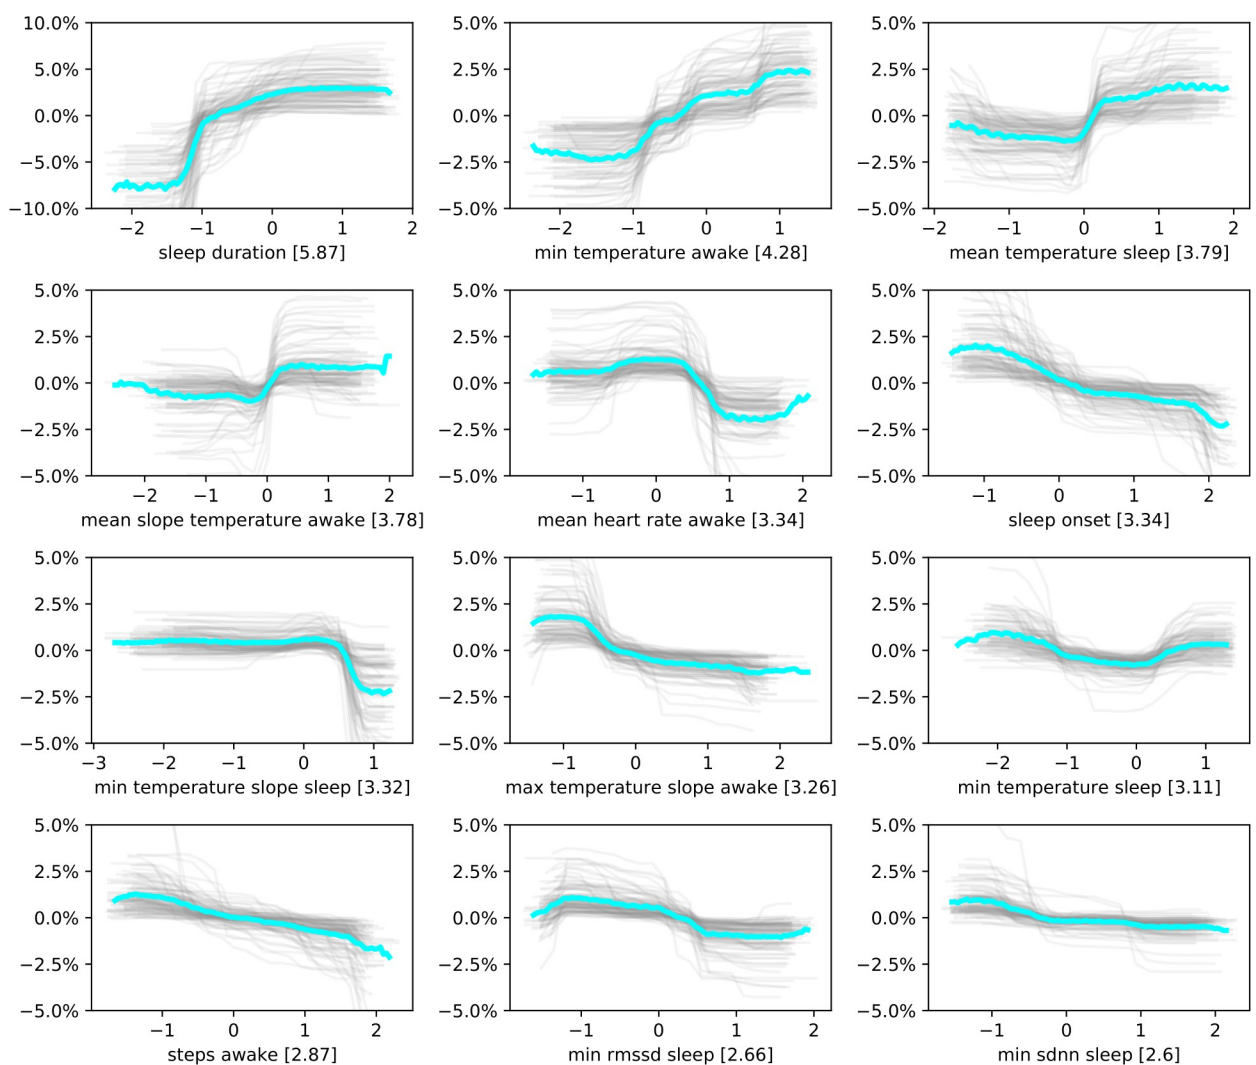 10.0%
5.0%
0.0%
−5.0%
−10.0%
−2 −1 0 1 2
sleep duration [5.87]
5.0%
2.5%
0.0%
−2.5%
−5.0%
−2 −1 0 1
min temperature awake [4.28]
5.0%
2.5%
0.0%
−2.5%
−5.0%
−2 −1 0 1 2
mean temperature sleep [3.79]
5.0%
2.5%
0.0%
−2.5%
−5.0%
−2 −1 0 1 2
mean slope temperature awake [3.78]
5.0%
2.5%
0.0%
−2.5%
−5.0%
−1 0 1 2
mean heart rate awake [3.34]
5.0%
2.5%
0.0%
−2.5%
−5.0%
−1 0 1 2
sleep onset [3.34]
5.0%
2.5%
0.0%
−2.5%
−5.0%
−3 −2 −1 0 1
min temperature slope sleep [3.32]
5.0%
2.5%
0.0%
−2.5%
−5.0%
−1 0 1 2
max temperature slope awake [3.26]
5.0%
2.5%
0.0%
−2.5%
−5.0%
−2 −1 0 1
min temperature sleep [3.11]
5.0%
2.5%
0.0%
−2.5%
−5.0%
−1 0 1 2
steps awake [2.87]
5.0%
2.5%
0.0%
−2.5%
−5.0%
−1 0 1 2
min rmssd sleep [2.66]
5.0%
2.5%
0.0%
−2.5%
−5.0%
−1 0 1 2
min sdnn sleep [2.6]